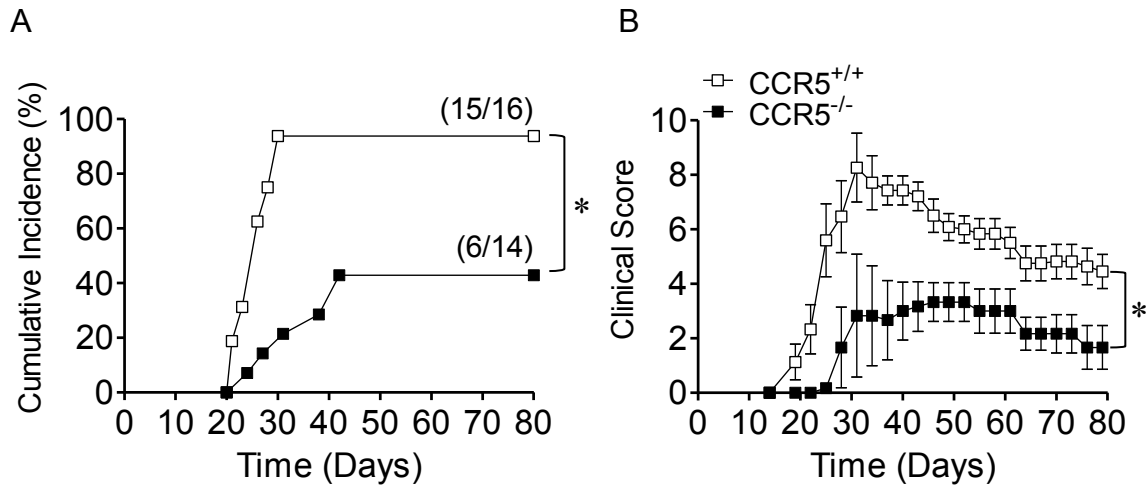 A
Cumulative Incidence (%)
100
80
60
40
20
0
(15/16)
(6/14)
*
0 10 20 30 40 50 60 70 80
Time (Days)
B
CCR5+/+
CCR5-/-
Clinical Score
10
8
6
4
2
0
*
0 10 20 30 40 50 60 70 80
Time (Days)